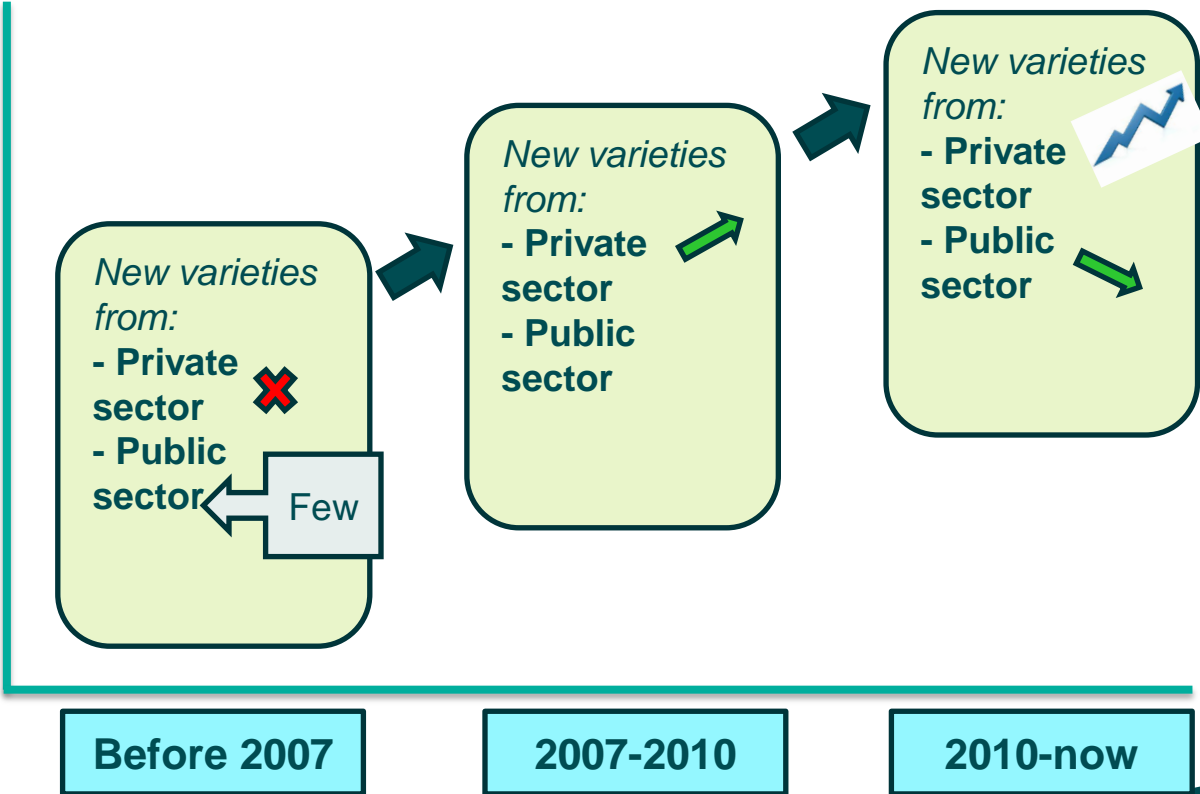 New varieties
from:
- Private
sector
- Public
sector
Few
New varieties
from:
- Private
sector
- Public
sector
New varieties
from:
- Private
sector
- Public
sector
Before 2007
2007-2010
2010-now